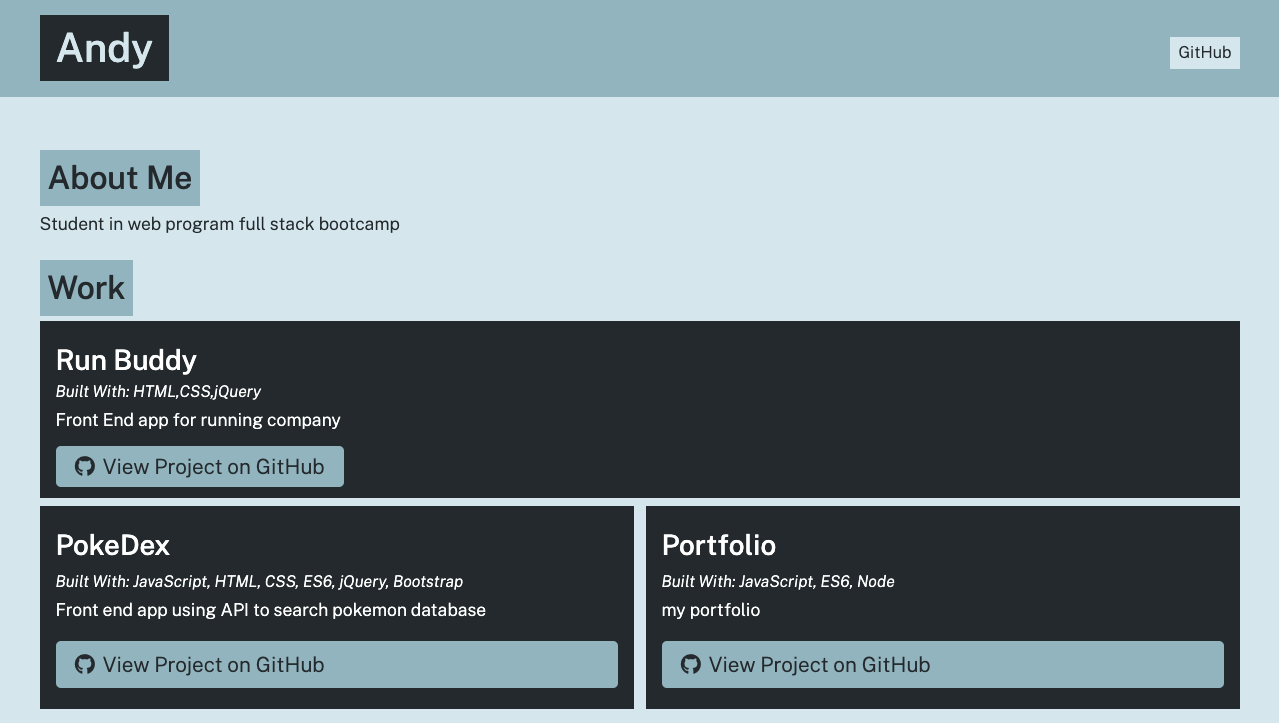 Andy
GitHub
About Me
Student in web program full stack bootcamp
Work
Run Buddy
Built With: HTML,CSS,jQuery
Front End app for running company
View Project on GitHub
PokeDex
Built With: JavaScript, HTML, CSS, ES6, jQuery, Bootstrap
Front end app using API to search pokemon database
View Project on GitHub
Portfolio
Built With: JavaScript, ES6, Node
my portfolio
View Project on GitHub